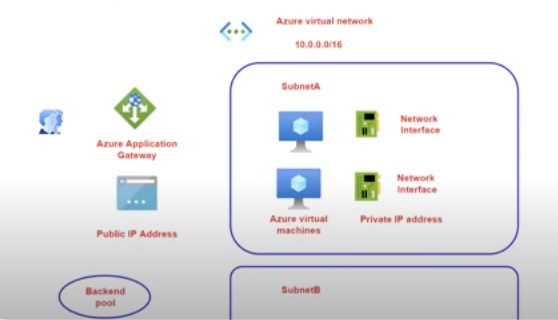 Azure virtual network
10.0.0.0/16
SubnetA
Network
Interface
Azure Application
Gateway
Network
Interface
Public IP Address
Azure virtual
machines
Private IP address
Backend
pool
SubnetB